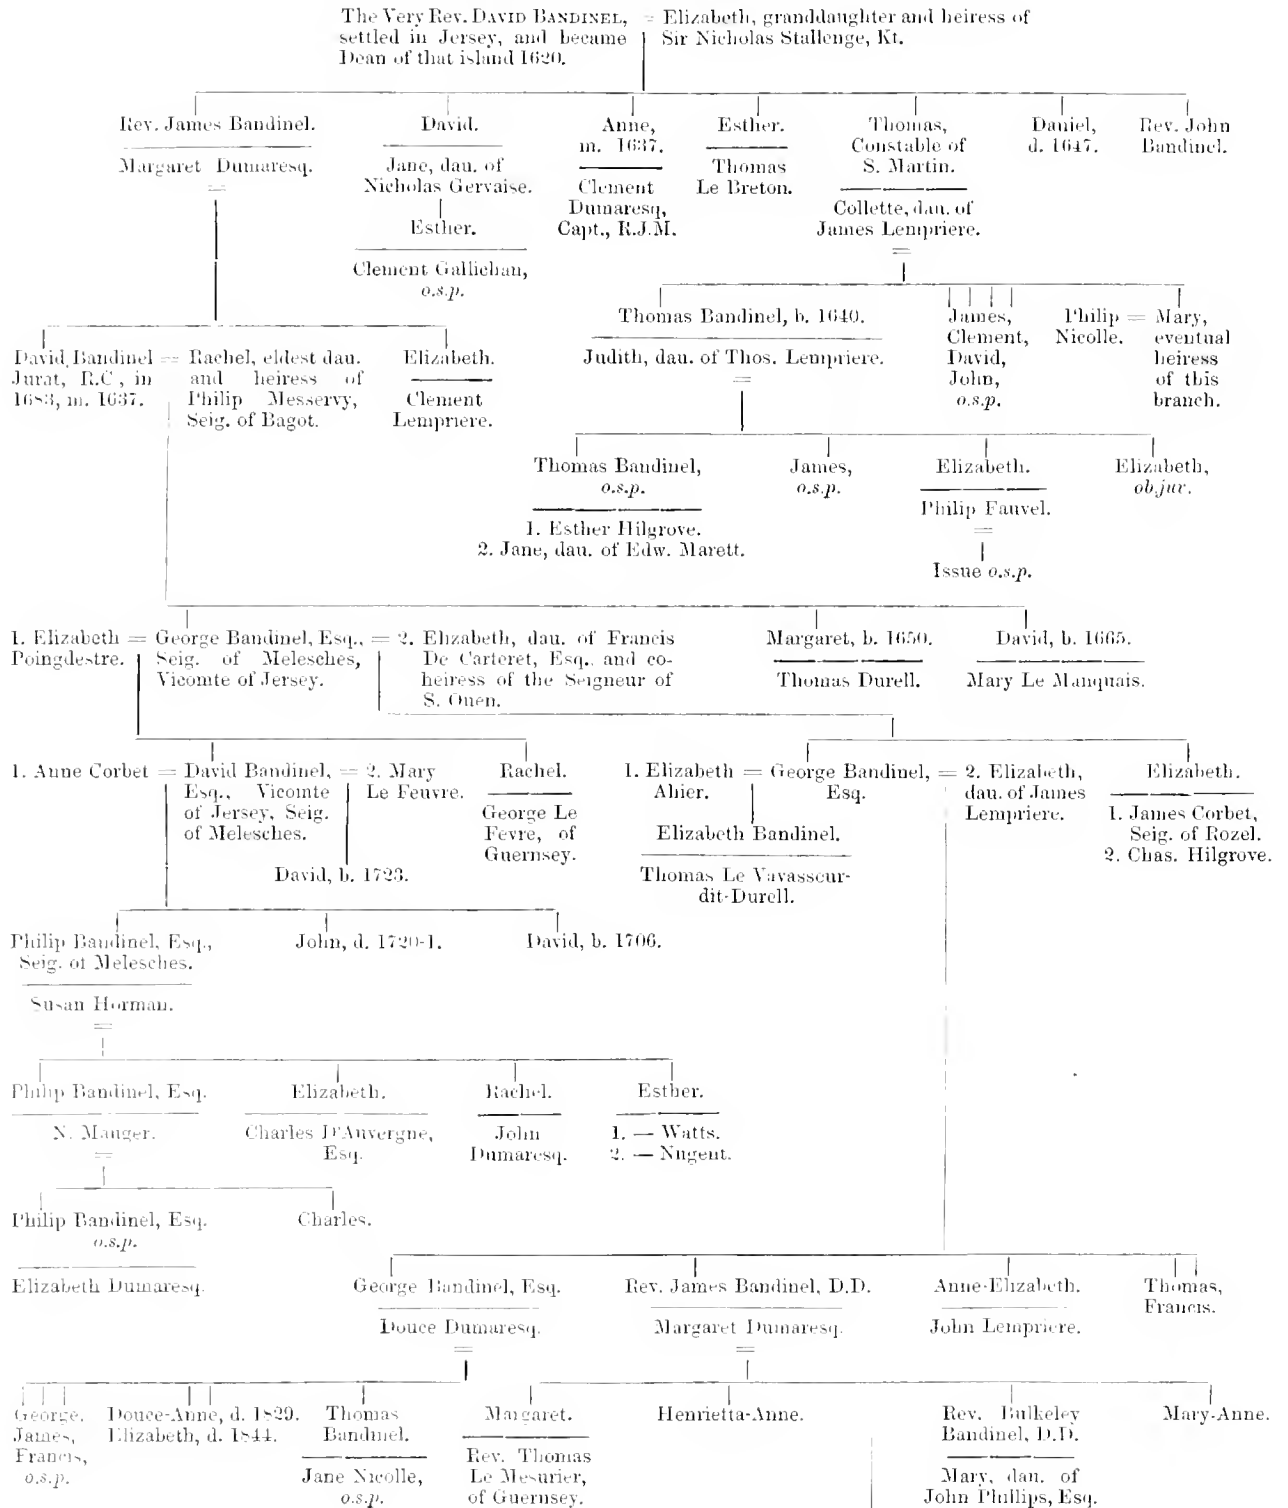 The Very Rev. DAVID BANDINEL, = Elizabeth, granddaughter and heiress of
settled in Jersey, and became Sir Nicholas Stallenge, Kt.
Dean of that island 1620.
Rev. James Bandinel.
Margaret Dumaresq.
=
David.
Jane, dau. of
Nicholas Gervaise.
Esther.
Clement Gallichan,
o.s.p.
Anne,
m. 1637.
Clement
Dumaresq,
Capt., R.J.M.
Esther.
Thomas
Le Breton.
Thomas,
Constable of
S. Martin.
Collette, dau. of
James Lempriere.
=
Daniel,
d. 1647.
Rev. John
Bandinel.
Thomas Bandinel, b. 1640.
Judith, dau. of Thos. Lempriere.
=
James,
Clement,
David,
John,
o.s.p.
Philip = Mary,
Nicolle. eventual
heiress
of this
branch.
David Bandinel = Rachel, eldest dau.
Jurat, R.C., in and heiress of
1683, m. 1637. Philip Messervy,
Seig. of Bagot.
Elizabeth.
Clement
Lempriere.
Thomas Bandinel,
o.s.p.
1. Esther Hilgrove.
2. Jane, dau. of Edw. Marett.
James,
o.s.p.
Elizabeth.
Philip Fauvel.
=
Issue o.s.p.
Elizabeth,
ob. juv.
1. Elizabeth = George Bandinel, Esq., = 2. Elizabeth, dau. of Francis
Poingdestre. Seig. of Melesches, De Carteret, Esq., and co-
Vicomte of Jersey. heiress of the Seigneur of
S. Ouen.
Margaret, b. 1650.
Thomas Durell.
David, b. 1665.
Mary Le Manquais.
1. Anne Corbet = David Bandinel, = 2. Mary
Esq., Vicomte Le Feuvre.
of Jersey, Seig.
of Melesches.
David, b. 1723.
Rachel.
George Le
Fevre, of
Guernsey.
1. Elizabeth = George Bandinel, = 2. Elizabeth,
Ahier. Esq. dau. of James
Lempriere.
Elizabeth Bandinel.
Thomas Le Vavasseur-
dit-Durell.
Elizabeth.
1. James Corbet,
Seig. of Rozel.
2. Chas. Hilgrove.
Philip Bandinel, Esq.,
Seig. of Melesches.
Susan Horman.
=
John, d. 1720-1.
David, b. 1706.
Philip Bandinel, Esq.
N. Mauger.
=
Elizabeth.
Charles D'Auvergne,
Esq.
Rachel.
John
Dumaresq.
Esther.
1. — Watts.
2. — Nugent.
Philip Bandinel, Esq.
o.s.p.
Elizabeth Dumaresq.
Charles.
George Bandinel, Esq.
Douce Dumaresq.
=
Rev. James Bandinel, D.D.
Margaret Dumaresq.
=
Anne-Elizabeth.
John Lempriere.
Thomas,
Francis.
George,
James,
Francis,
o.s.p.
Douce-Anne, d. 1829.
Elizabeth, d. 1844.
Thomas
Bandinel.
Jane Nicolle,
o.s.p.
Margaret.
Rev. Thomas
Le Mesurier,
of Guernsey.
Henrietta-Anne.
Rev. Bulkeley
Bandinel, D.D.
Mary, dau. of
John Phillips, Esq.
Mary-Anne.